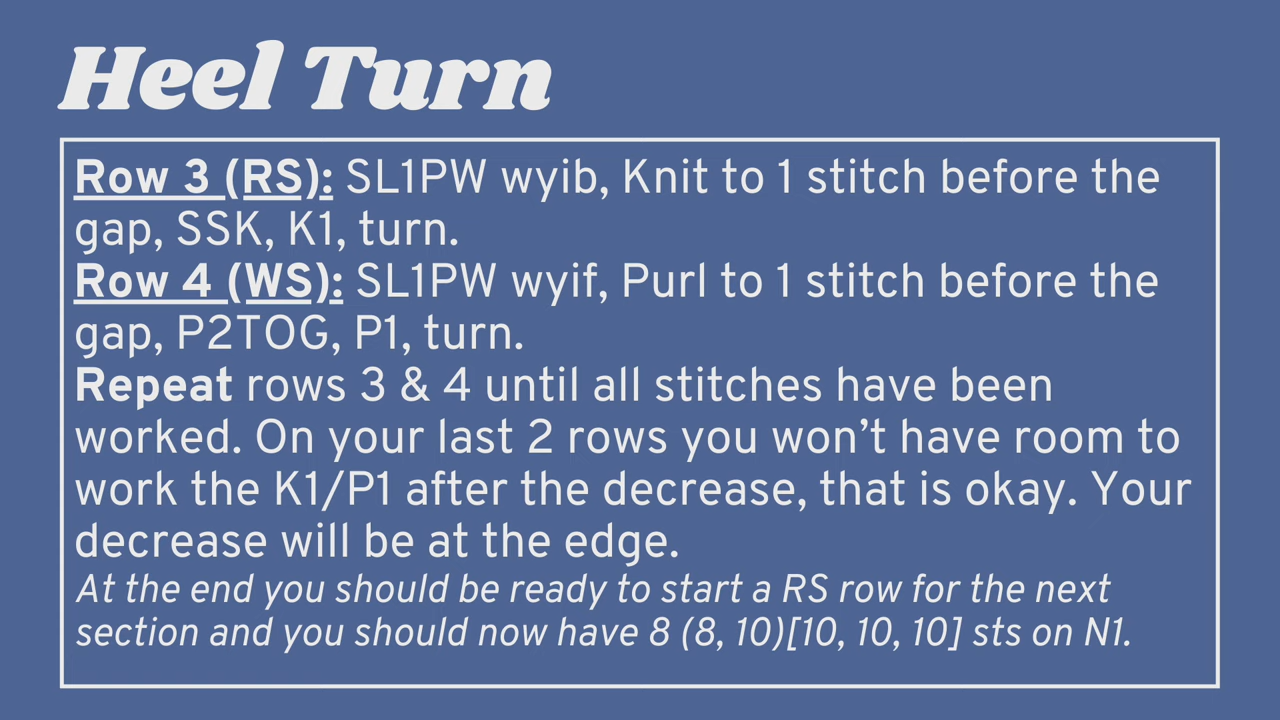 Heel Turn
Row 3 (RS): SL1PW wyib, Knit to 1 stitch before the
gap, SSK, K1, turn.
Row 4 (WS): SL1PW wyif, Purl to 1 stitch before the
gap, P2TOG, P1, turn.
Repeat rows 3 & 4 until all stitches have been
worked. On your last 2 rows you won’t have room to
work the K1/P1 after the decrease, that is okay. Your
decrease will be at the edge.
At the end you should be ready to start a RS row for the next
section and you should now have 8 (8, 10)[10, 10, 10] sts on N1.